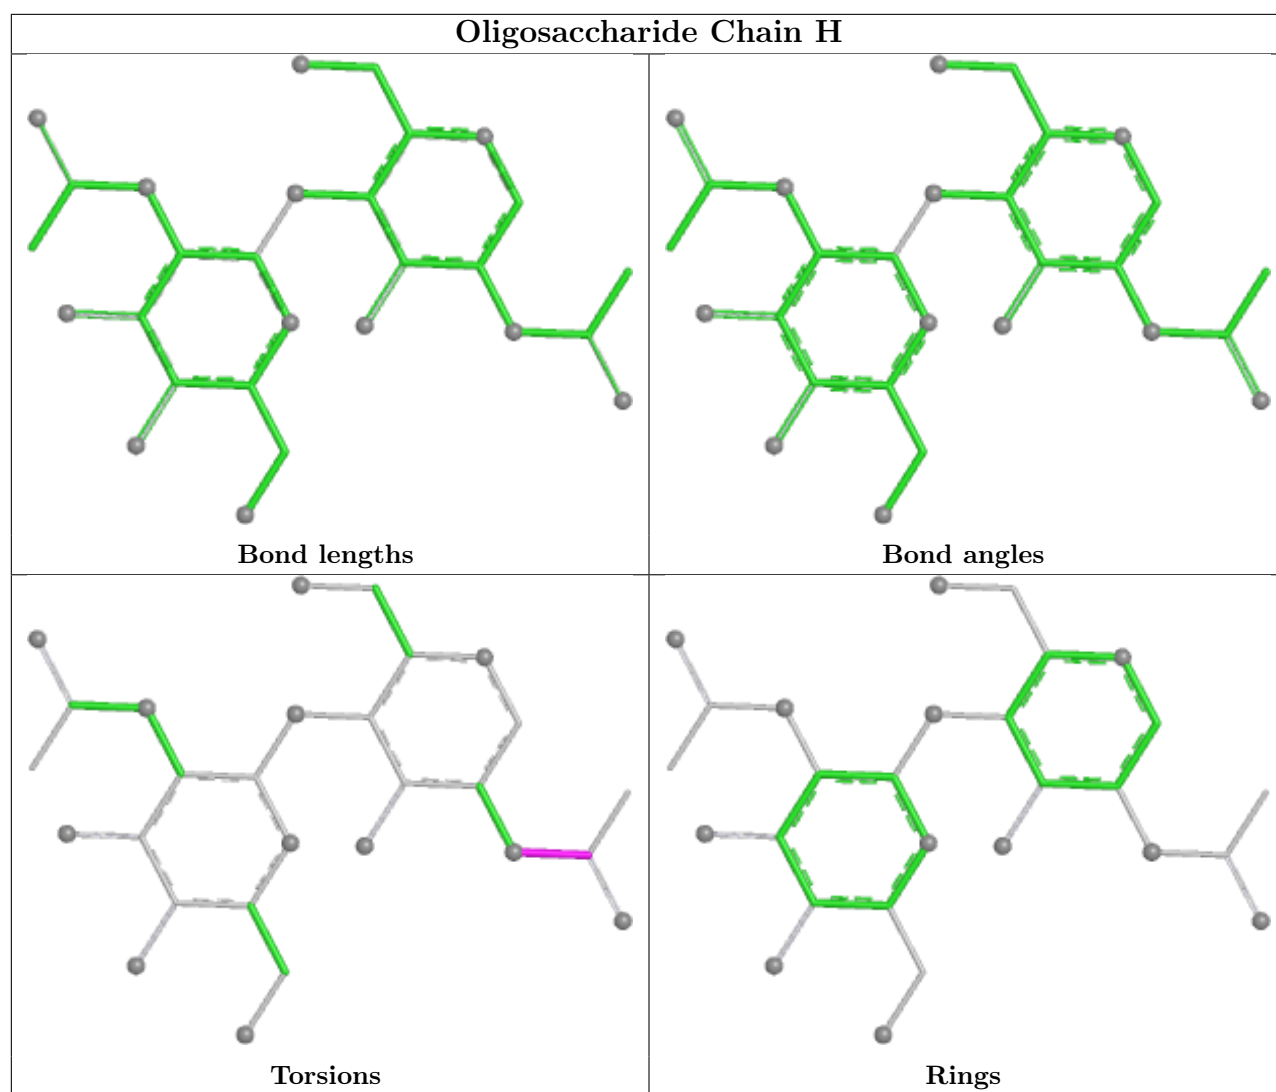 Oligosaccharide Chain H
Bond lengths
Bond angles
Torsions
Rings